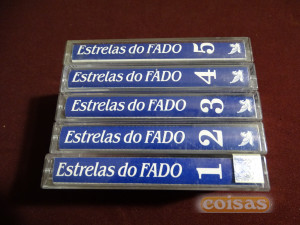 Estrelas do FADO 5
Estrelas do FADO 4
Estrelas do FADO 3
Estrelas do FADO 2
Estrelas do FADO 1
coisas